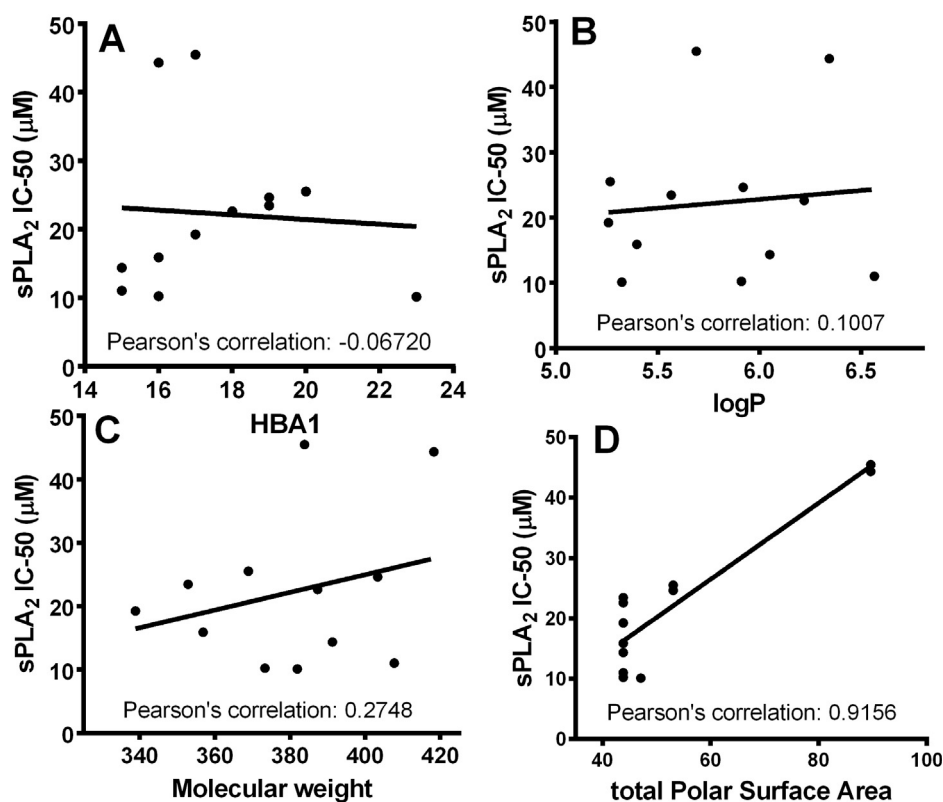 A
sPLA₂ IC-50 (μM)
50
40
30
20
10
0
Pearson's correlation: -0.06720
14 16 18 20 22 24
HBA1
B
sPLA₂ IC-50 (μM)
50
40
30
20
10
0
Pearson's correlation: 0.1007
5.0 5.5 6.0 6.5
logP
C
sPLA₂ IC-50 (μM)
50
40
30
20
10
0
Pearson's correlation: 0.2748
340 360 380 400 420
Molecular weight
D
sPLA₂ IC-50 (μM)
50
40
30
20
10
0
Pearson's correlation: 0.9156
40 60 80 100
total Polar Surface Area